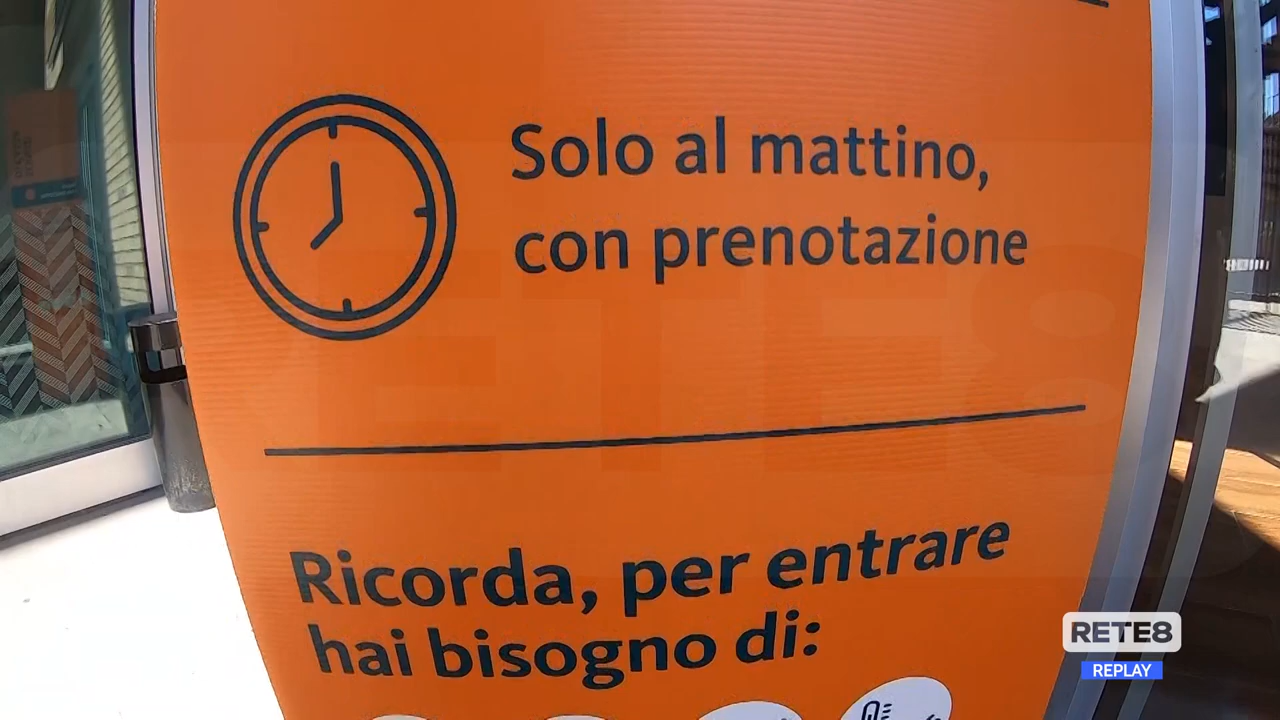 Solo al mattino,
con prenotazione
Ricorda, per entrare
hai bisogno di:
RETE8
REPLAY